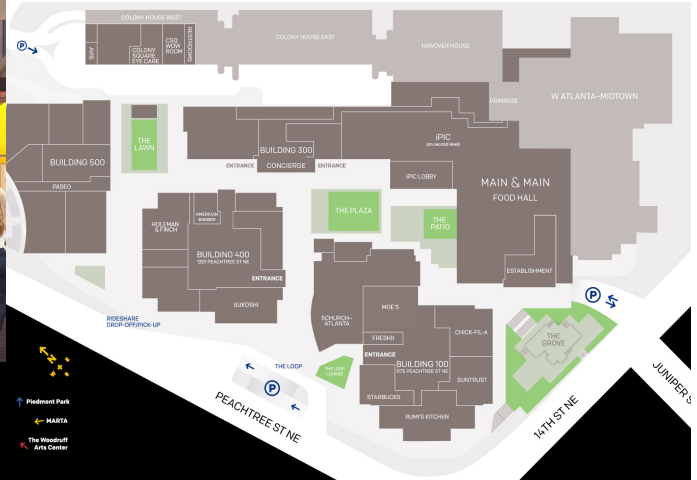 COLONY HOUSE WEST
COLONY HOUSE EAST
HANOVER HOUSE
P
AVIS
COLONY
SQUARE
EYE CARE
CSQ
WOW
ROOM
RESTROOMS
PRIMROSE
W ATLANTA–MIDTOWN
THE
LAWN
BUILDING 500
PASEO
BUILDING 300
ENTRANCE
CONCIERGE
ENTRANCE
iPIC
(on second level)
iPIC LOBBY
MAIN & MAIN
FOOD HALL
THE PLAZA
THE
PATIO
HOLEMAN
& FINCH
AMERICAN
BARBER
BUILDING 400
1201 PEACHTREE ST NE
ENTRANCE
SUKOSHI
ESTABLISHMENT
P
RIDESHARE
DROP-OFF/PICK-UP
SCHURCH-
ATLANTA
MOE'S
FRESHII
CHICK-FIL-A
ENTRANCE
BUILDING 100
1175 PEACHTREE ST NE
SUNTRUST
STARBUCKS
RUMI'S KITCHEN
THE
GROVE
THE LOOP
THE LOOP
LOUNGE
P
PEACHTREE ST NE
14TH ST NE
JUNIPER S
N
Piedmont Park
MARTA
The Woodruff
Arts Center